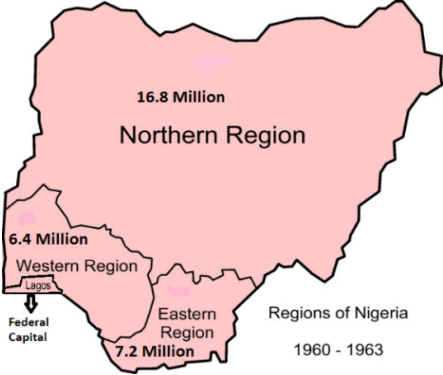 16.8 Million
Northern Region
6.4 Million
Western Region
Lagos
Federal
Capital
Eastern
Region
7.2 Million
Regions of Nigeria
1960 - 1963